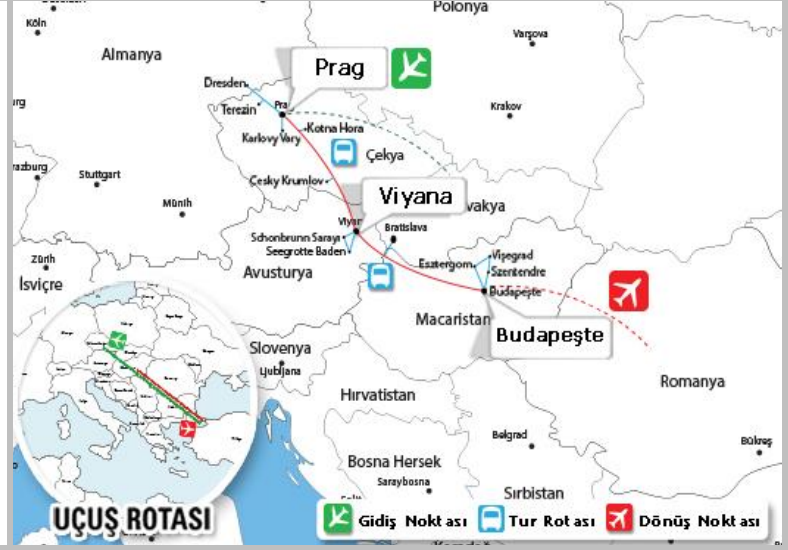 Köln
Polonya
Varşova
Almanya
Prag
Dresden
Terezin
Pra
Krakov
Kotna Hora
Karlovy Vary
Çekya
razburg
Stuttgart
Çesky Krumlov
Münih
Viyana
vakya
Viyan
Bratislava
Schonbrunn Sarayı
Seegrotte Baden
Zürih
İsviçre
Avusturya
Esztergom
Vişegrad
Szentendre
Budapeşte
Macaristan
Budapeşte
Slovenya
Ljubljana
Romanya
Hırvatistan
Belgrad
Bükreş
Bosna Hersek
Saraybosna
Sırbistan
UÇUŞ ROTASI
Gidiş Noktası
Tur Rotası
Dönüş Noktası